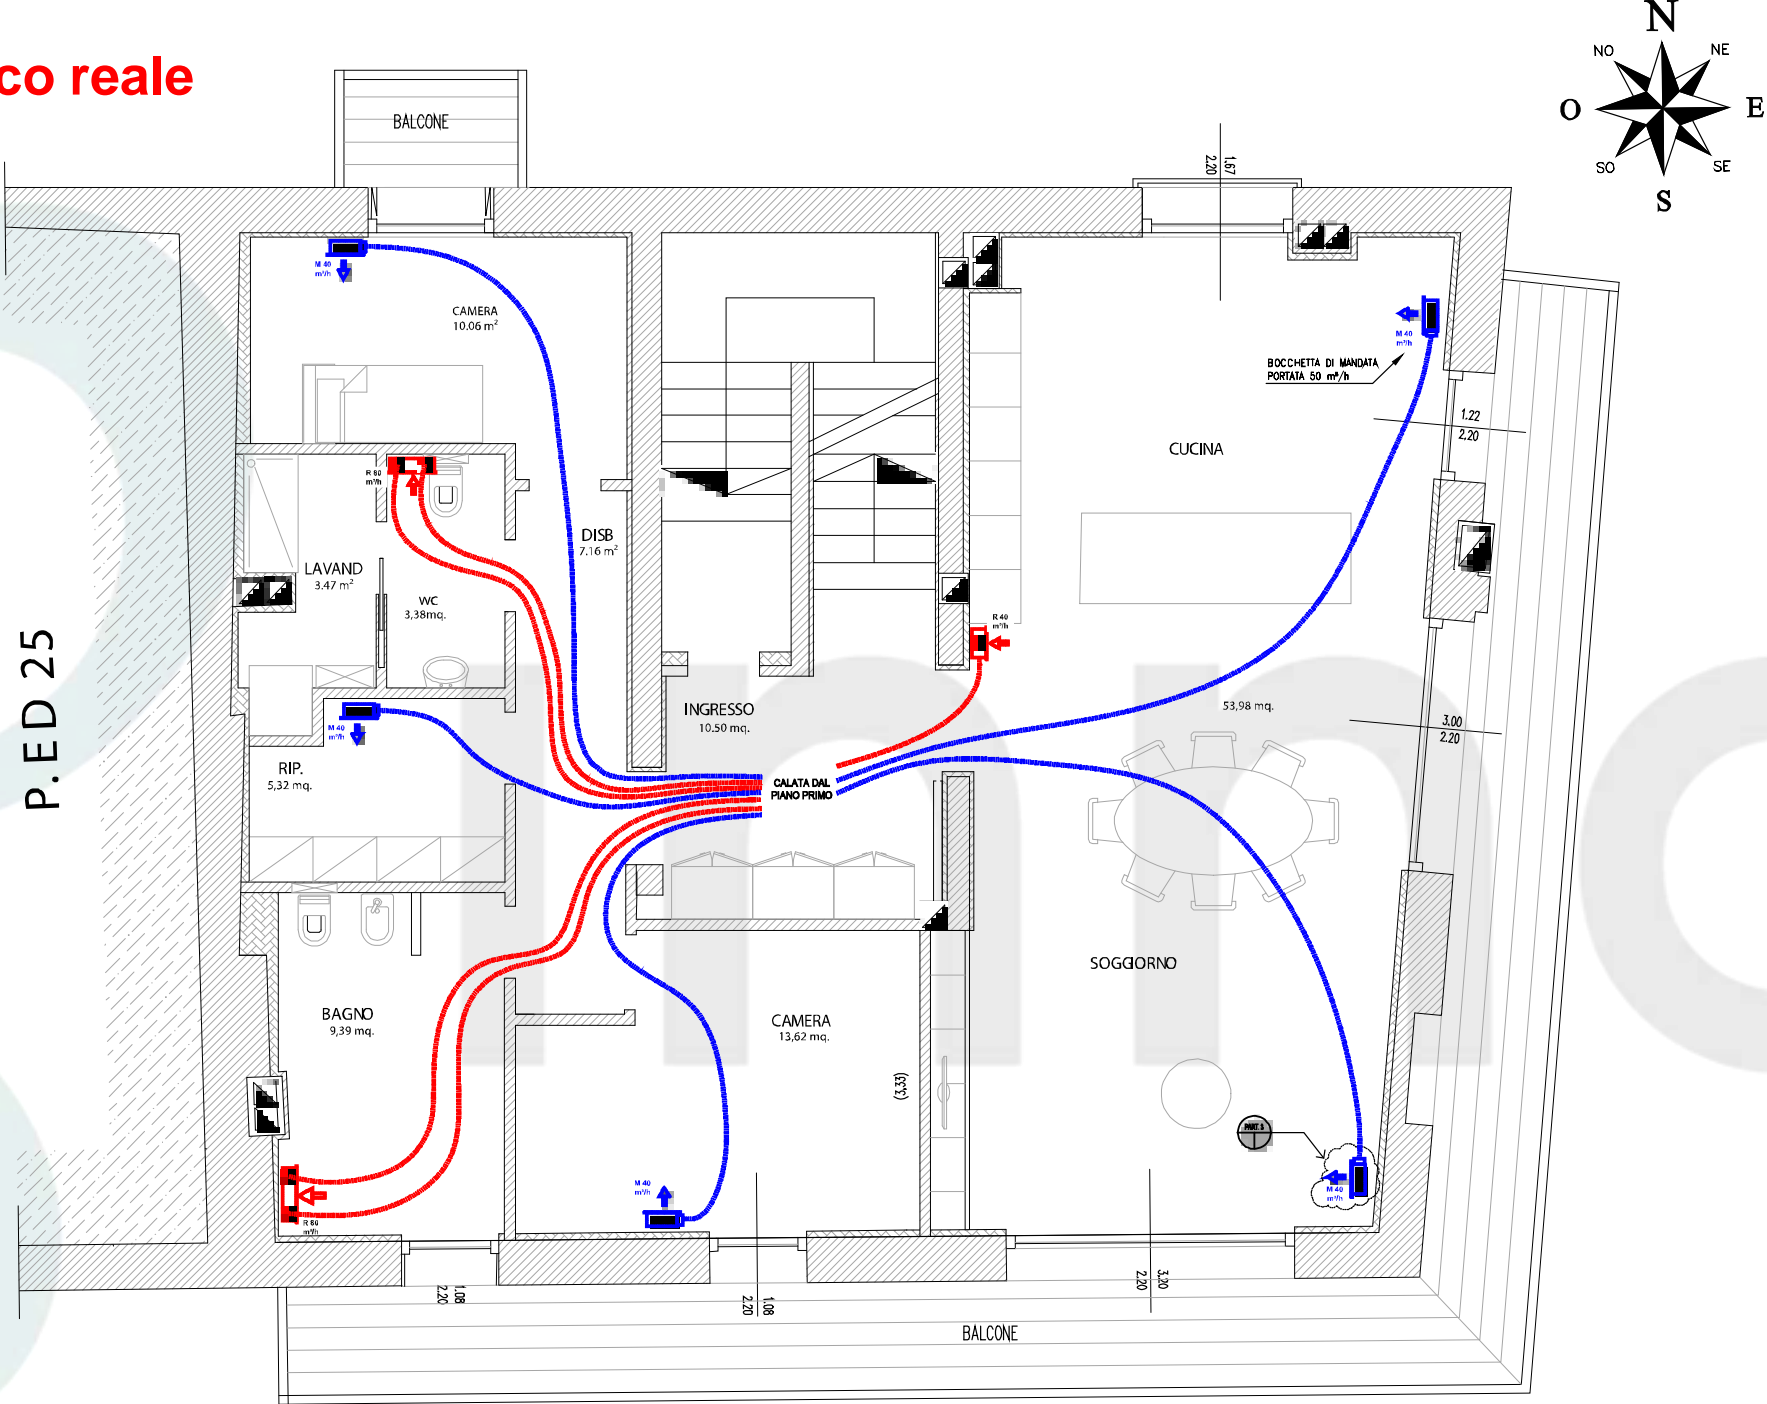 co reale
N
NO
NE
O
E
SO
SE
S
BALCONE
1.67
2.20
M 40
m³/h
CAMERA
10.06 m²
M 40
m³/h
BOCCHETTA DI MANDATA
PORTATA 50 m³/h
1.22
2.20
CUCINA
R 80
m³/h
DISB
7.16 m²
LAVAND
3.47 m²
WC
3,38mq.
R 40
m³/h
P.ED 25
INGRESSO
10.50 mq.
53,98 mq.
3.00
2.20
M 40
m³/h
RIP.
5,32 mq.
CALATA DAL
PIANO PRIMO
SOGGIORNO
BAGNO
9,39 mq.
CAMERA
13,62 mq.
(3.33)
PART. 3
M 40
m³/h
M 40
m³/h
R 80
m³/h
1.08
2.20
1.08
2.20
3.20
2.20
BALCONE
nno